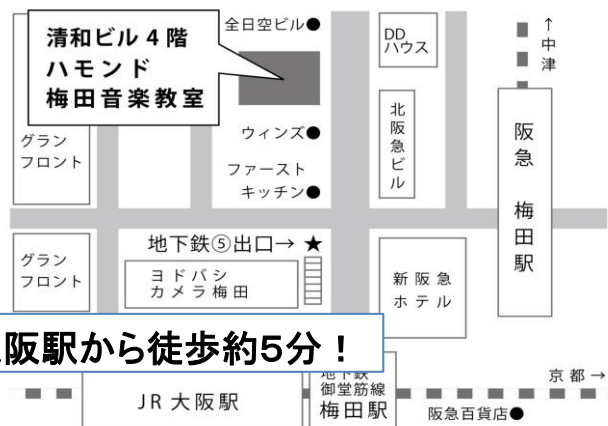 清和ビル４階
ハモンド
梅田音楽教室
全日空ビル●
DD
ハウス
↑
中
津
グラン
フロント
ウィンズ●
ファースト
キッチン●
北阪急ビル
阪急 梅田駅
地下鉄⑤出口→ ★
グラン
フロント
ヨドバシ
カメラ梅田
新阪急
ホテル
阪駅から徒歩約5分！
JR 大阪駅
地下鉄
御堂筋線
梅田駅
京都→
阪急百貨店●